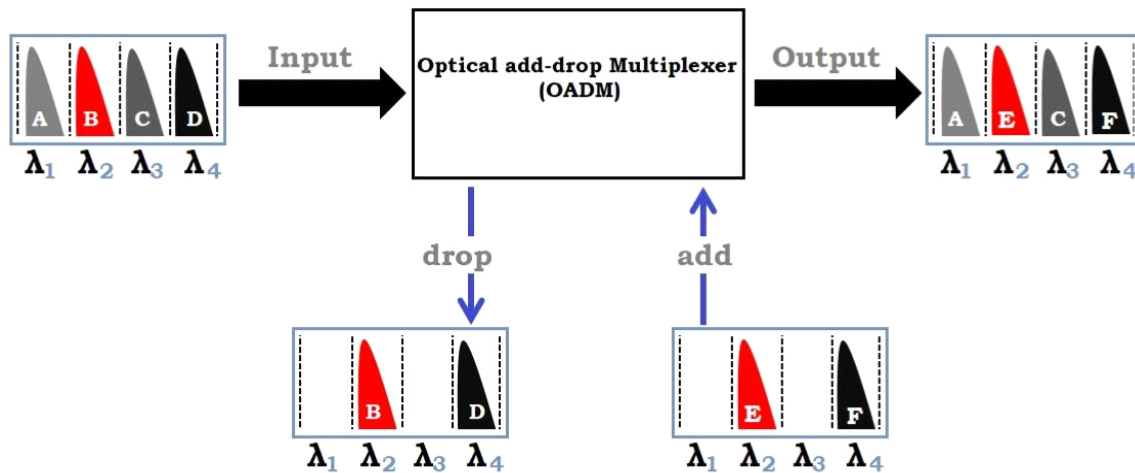 Input
Optical add-drop Multiplexer
(OADM)
Output
A B C D
λ1 λ2 λ3 λ4
A E C F
λ1 λ2 λ3 λ4
drop
add
B D
λ1 λ2 λ3 λ4
E F
λ1 λ2 λ3 λ4